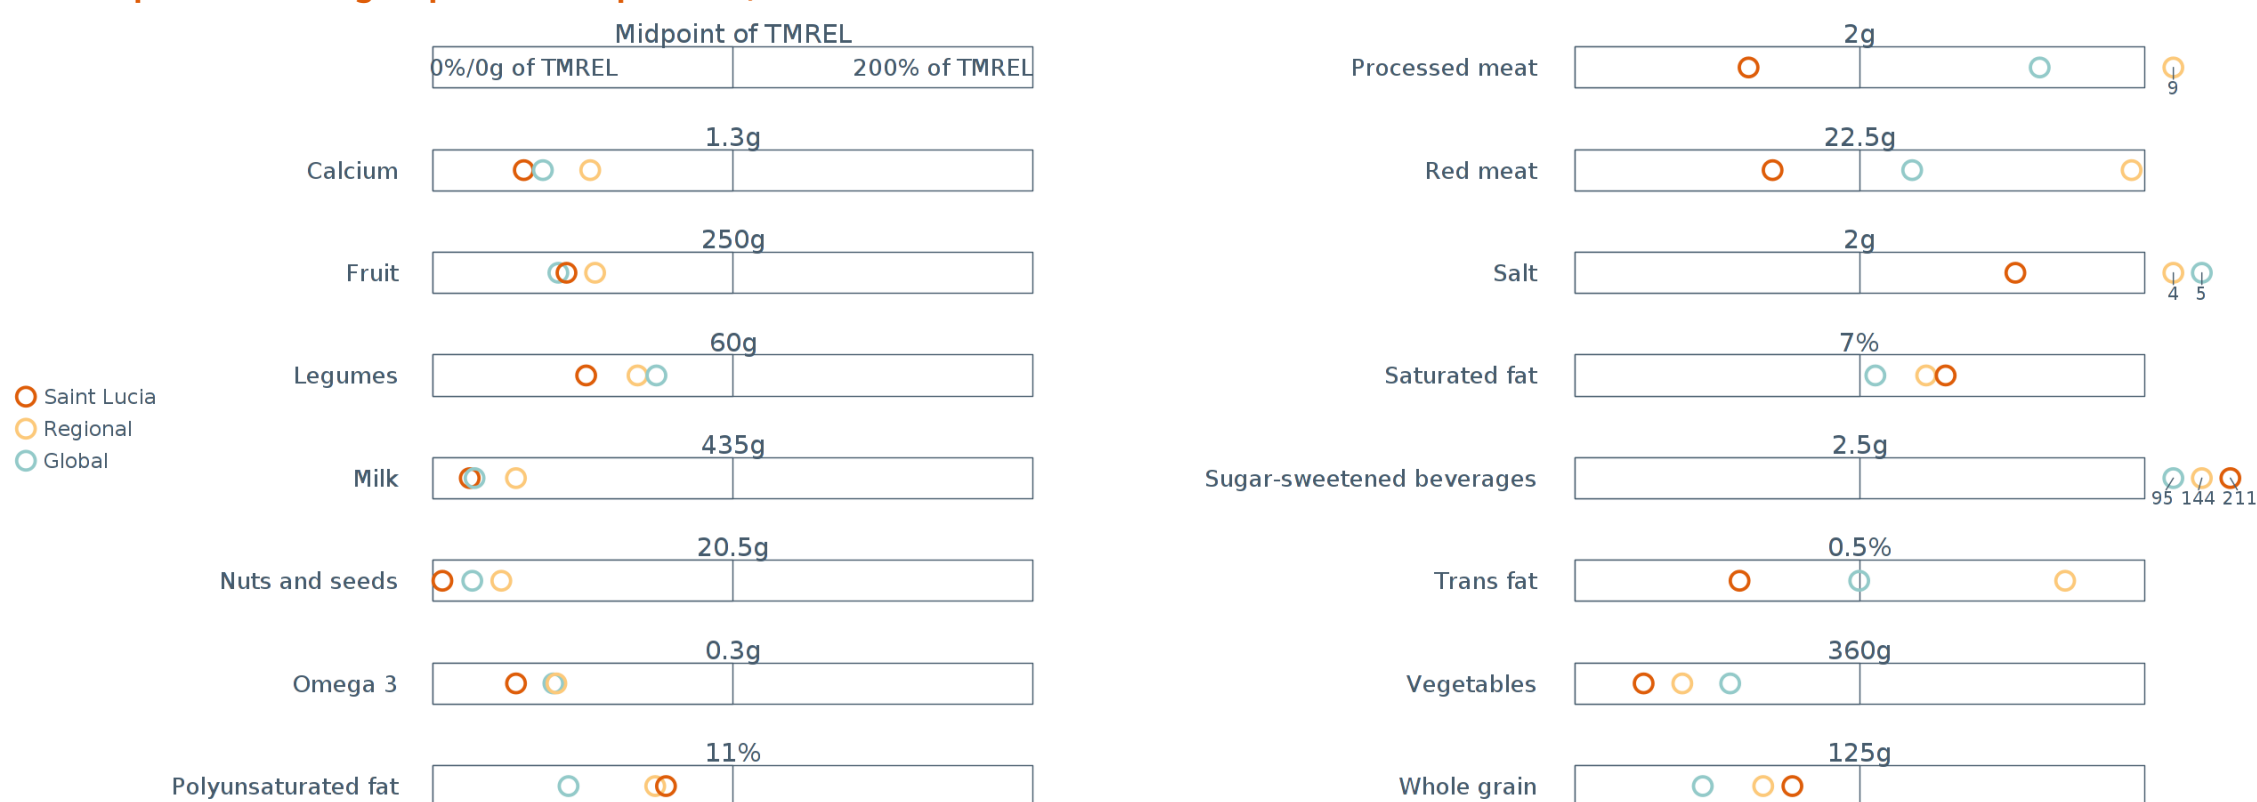 Midpoint of TMREL
0%/0g of TMREL 200% of TMREL
1.3g
Calcium
250g
Fruit
60g
Legumes
435g
Milk
20.5g
Nuts and seeds
0.3g
Omega 3
11%
Polyunsaturated fat
Saint Lucia
Regional
Global
2g
Processed meat
9
22.5g
Red meat
2g
Salt
4 5
7%
Saturated fat
2.5g
Sugar-sweetened beverages
95 144 211
0.5%
Trans fat
360g
Vegetables
125g
Whole grain